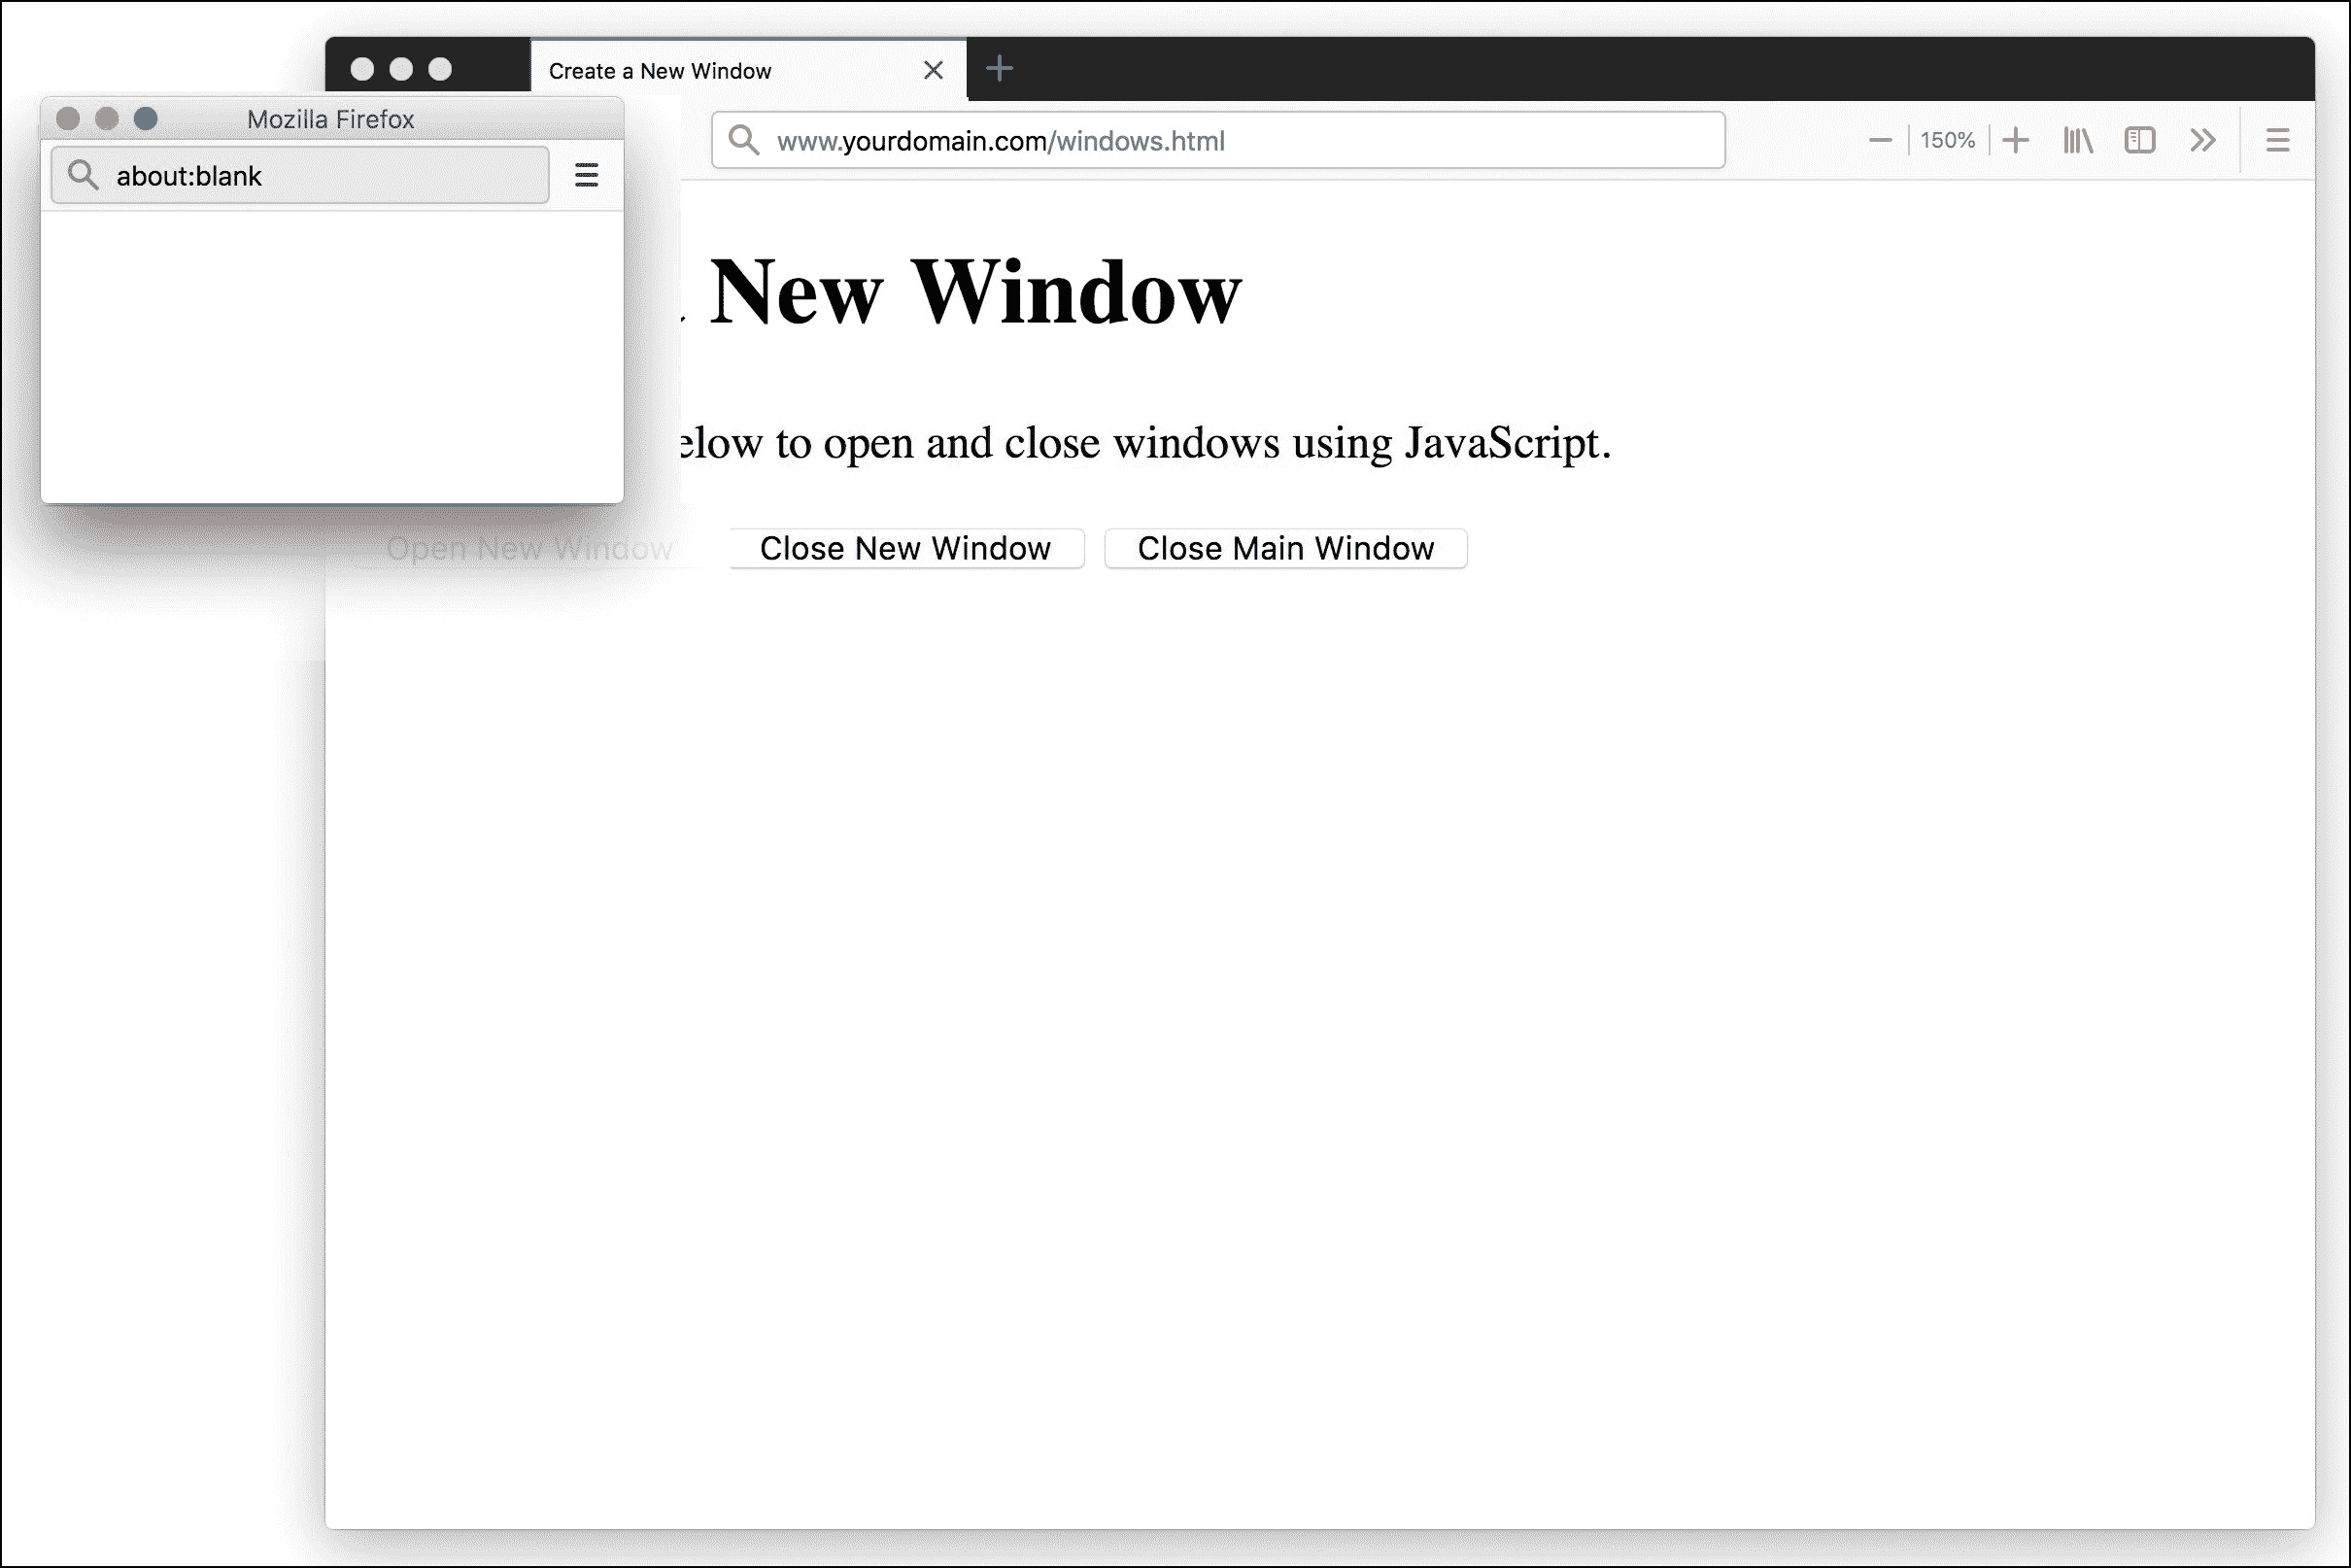 Create a New Window
Mozilla Firefox
www.yourdomain.com/windows.html
150%
about:blank
New Window
elow to open and close windows using JavaScript.
Open New Window Close New Window Close Main Window